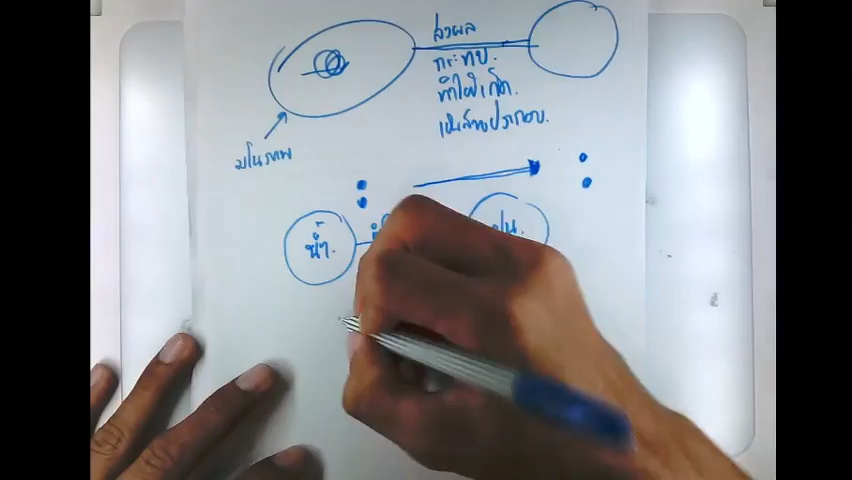 ส่งผล
กระทบ.
ทำให้เกิด.
เป็นส่วนประกอบ.
มโนภาพ
น้ำ.